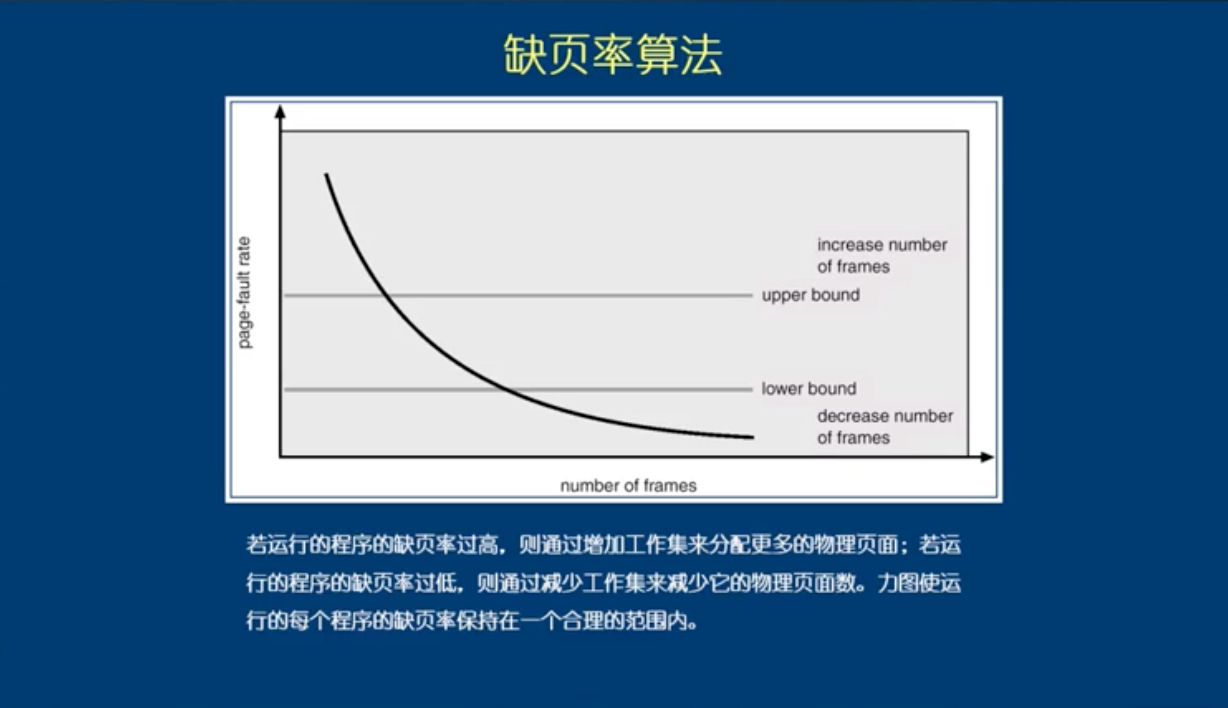 缺页率算法
page-fault rate
increase number
of frames
upper bound
lower bound
decrease number
of frames
number of frames
若运行的程序的缺页率过高，则通过增加工作集来分配更多的物理页面；若运
行的程序的缺页率过低，则通过减少工作集来减少它的物理页面数。力图使运
行的每个程序的缺页率保持在一个合理的范围内。